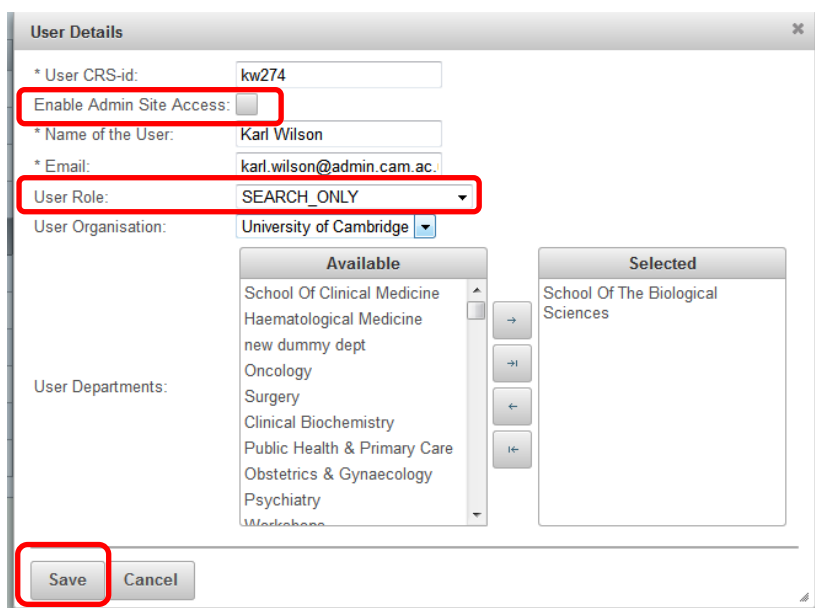 User Details
* User CRS-id: kw274
Enable Admin Site Access:
* Name of the User: Karl Wilson
* Email: karl.wilson@admin.cam.ac.
User Role: SEARCH_ONLY
User Organisation: University of Cambridge
Available Selected
School Of Clinical Medicine
Haematological Medicine
new dummy dept
Oncology
Surgery
Clinical Biochemistry
Public Health & Primary Care
Obstetrics & Gynaecology
Psychiatry
School Of The Biological
Sciences
User Departments:
Save Cancel